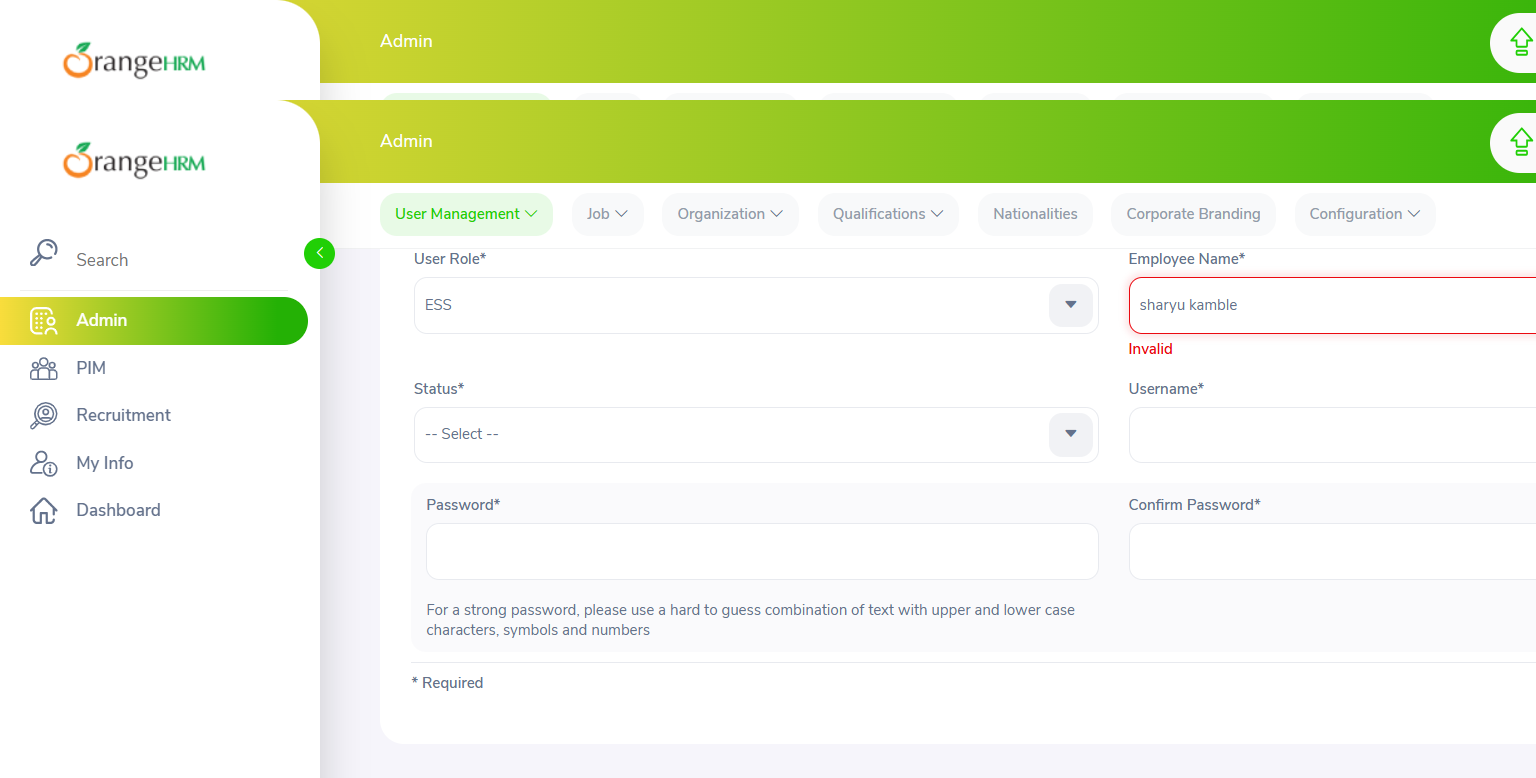 OrangeHRM
Admin
OrangeHRM
Admin
User Management
Job
Organization
Qualifications
Nationalities
Corporate Branding
Configuration
Search
Admin
PIM
Recruitment
My Info
Dashboard
User Role*
Employee Name*
ESS
sharyu kamble
Invalid
Status*
Username*
-- Select --
Password*
Confirm Password*
For a strong password, please use a hard to guess combination of text with upper and lower case
characters, symbols and numbers
* Required